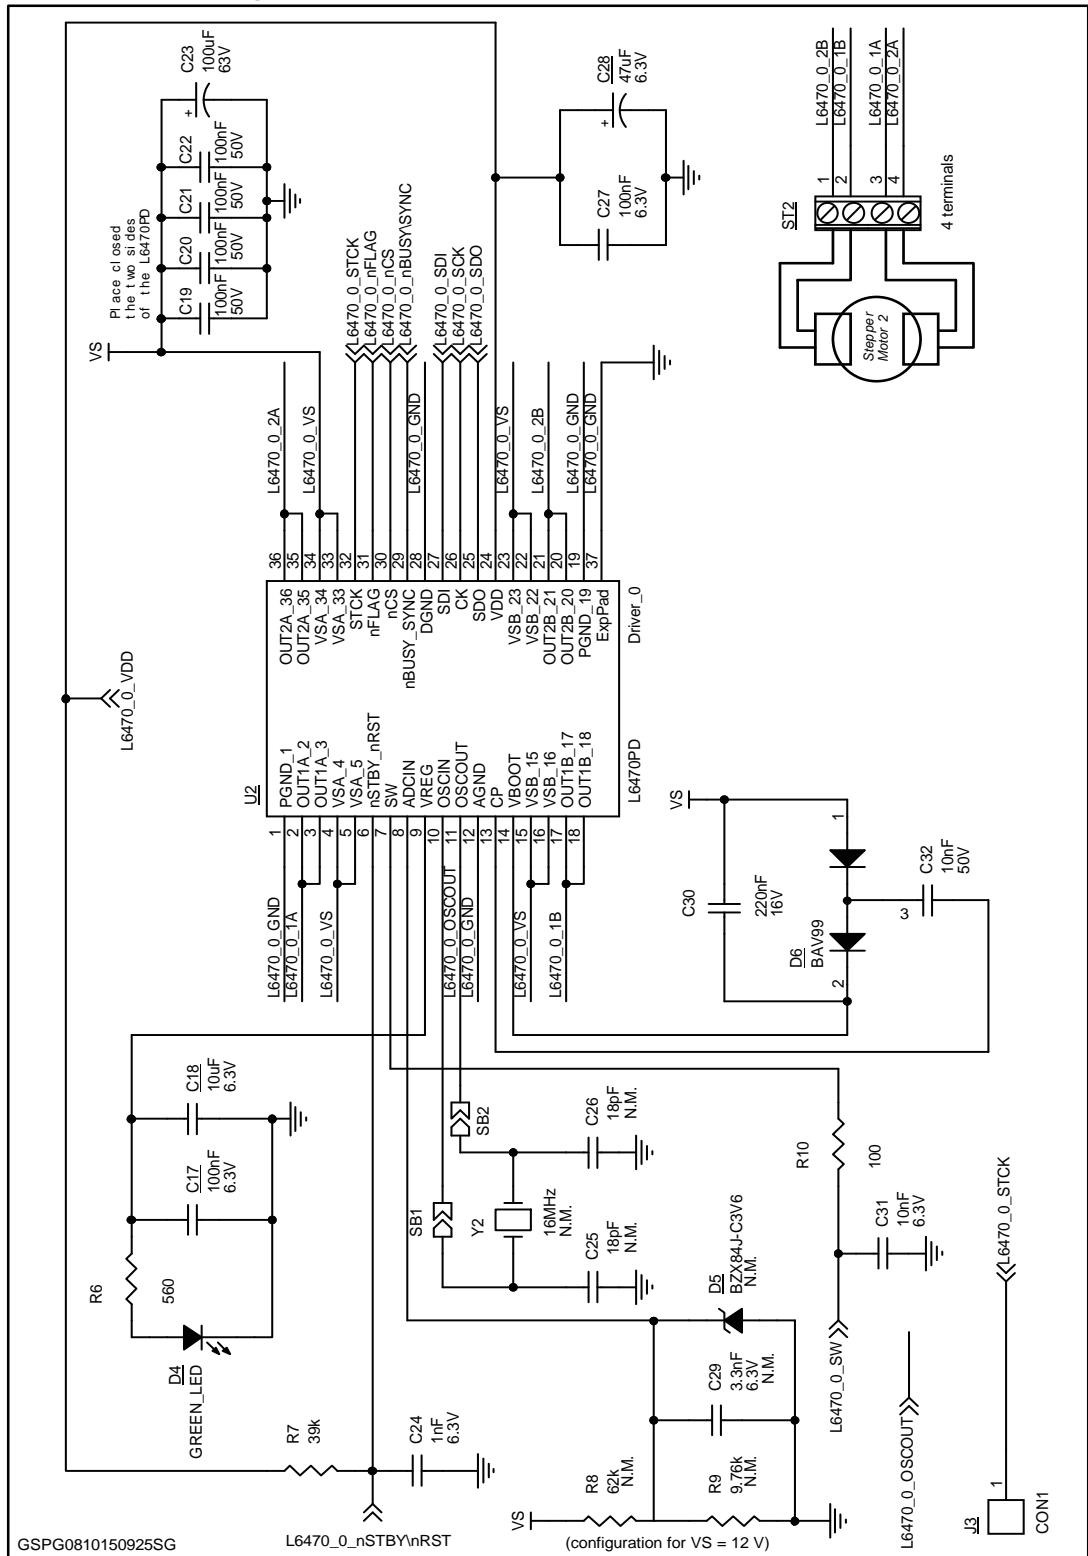 C23
100uF
63V
C22
100nF
50V
C21
100nF
50V
C20
100nF
50V
C19
100nF
50V
Place closed
the two sides
of the L6470PD
VS
C28
47uF
6.3V
C27
100nF
6.3V
L6470_0_2B
L6470_0_1B
L6470_0_1A
L6470_0_2A
1
2
3
4
ST2
4 terminals
Stepper
Motor 2
L6470_0_2A
L6470_0_VS
L6470_0_STCK
L6470_0_nFLAG
L6470_0_nCS
L6470_0_nBUSY\SYNC
L6470_0_GND
L6470_0_SDI
L6470_0_SCK
L6470_0_SDO
L6470_0_VS
L6470_0_2B
L6470_0_GND
L6470_0_GND
36
35
34
33
32
31
30
29
28
27
26
25
24
23
22
21
20
19
37
OUT2A_36
OUT2A_35
VSA_34
VSA_33
STCK
nFLAG
nCS
nBUSY_SYNC
DGND
SDI
CK
SDO
VDD
VSB_23
VSB_22
OUT2B_21
OUT2B_20
PGND_19
ExpPad
Driver_0
L6470_0_VDD
U2
PGND_1
OUT1A_2
OUT1A_3
VSA_4
VSA_5
nSTBY_nRST
SW
ADCIN
VREG
OSCIN
OSCOUT
AGND
CP
VBOOT
VSB_15
VSB_16
OUT1B_17
OUT1B_18
L6470PD
1
2
3
4
5
6
7
8
9
10
11
12
13
14
15
16
17
18
L6470_0_GND
L6470_0_1A
L6470_0_VS
L6470_0_OSCOUT
L6470_0_GND
L6470_0_VS
L6470_0_1B
VS
C30
220nF
16V
1
3
2
D6
BAV99
C32
10nF
50V
C18
10uF
6.3V
C17
100nF
6.3V
R6
560
D4
GREEN_LED
SB2
SB1
C26
18pF
N.M.
Y2
16MHz
N.M.
C25
18pF
N.M.
R10
100
C31
10nF
6.3V
L6470_0_SW
L6470_0_STCK
D5
BZX84J-C3V6
N.M.
C29
3.3nF
6.3V
N.M.
R7
39k
C24
1nF
6.3V
L6470_0_nSTBY\nRST
VS
R8
62k
N.M.
R9
9.76k
N.M.
(configuration for VS = 12 V)
L6470_0_OSCOUT
J3
1
CON1
GSPG0810150925SG